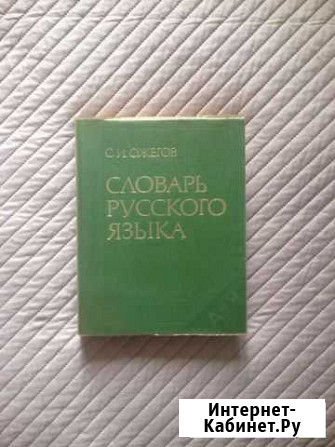 С. И. ОЖЕГОВ
СЛОВАРЬ
РУССКОГО
ЯЗЫКА
Интернет-
Кабинет.Ру